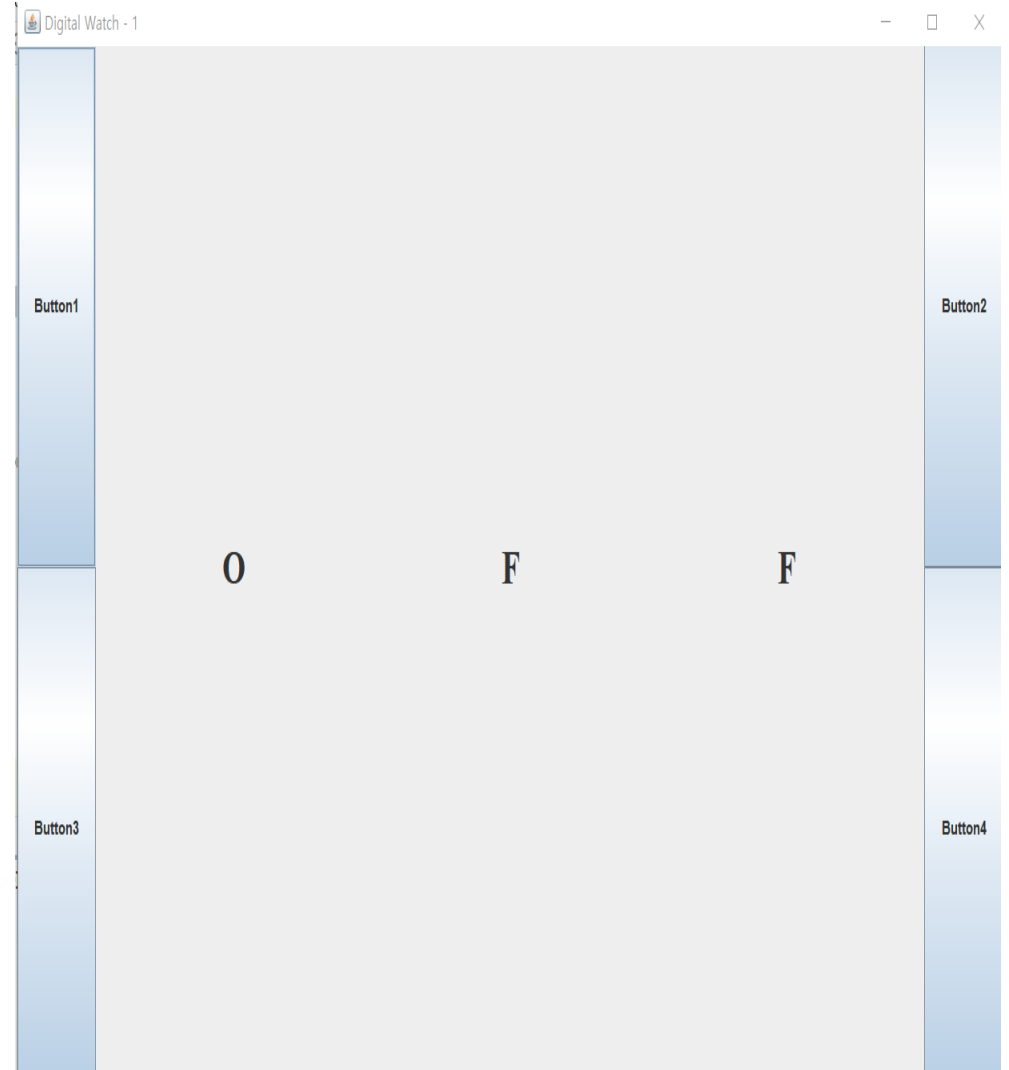 Digital Watch - 1
Button1
Button2
O F F
Button3
Button4